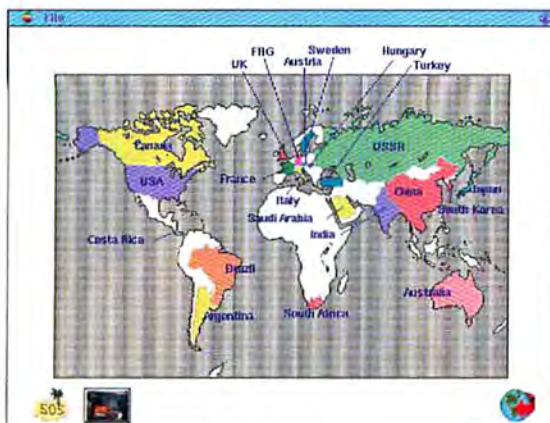 File
FRG Sweden Hungary
UK Austria Turkey
Canada USSR
USA France China Japan
Italy South Korea
Saudi Arabia
Costa Rica India
Brazil Australia
Argentina South Africa
SOS